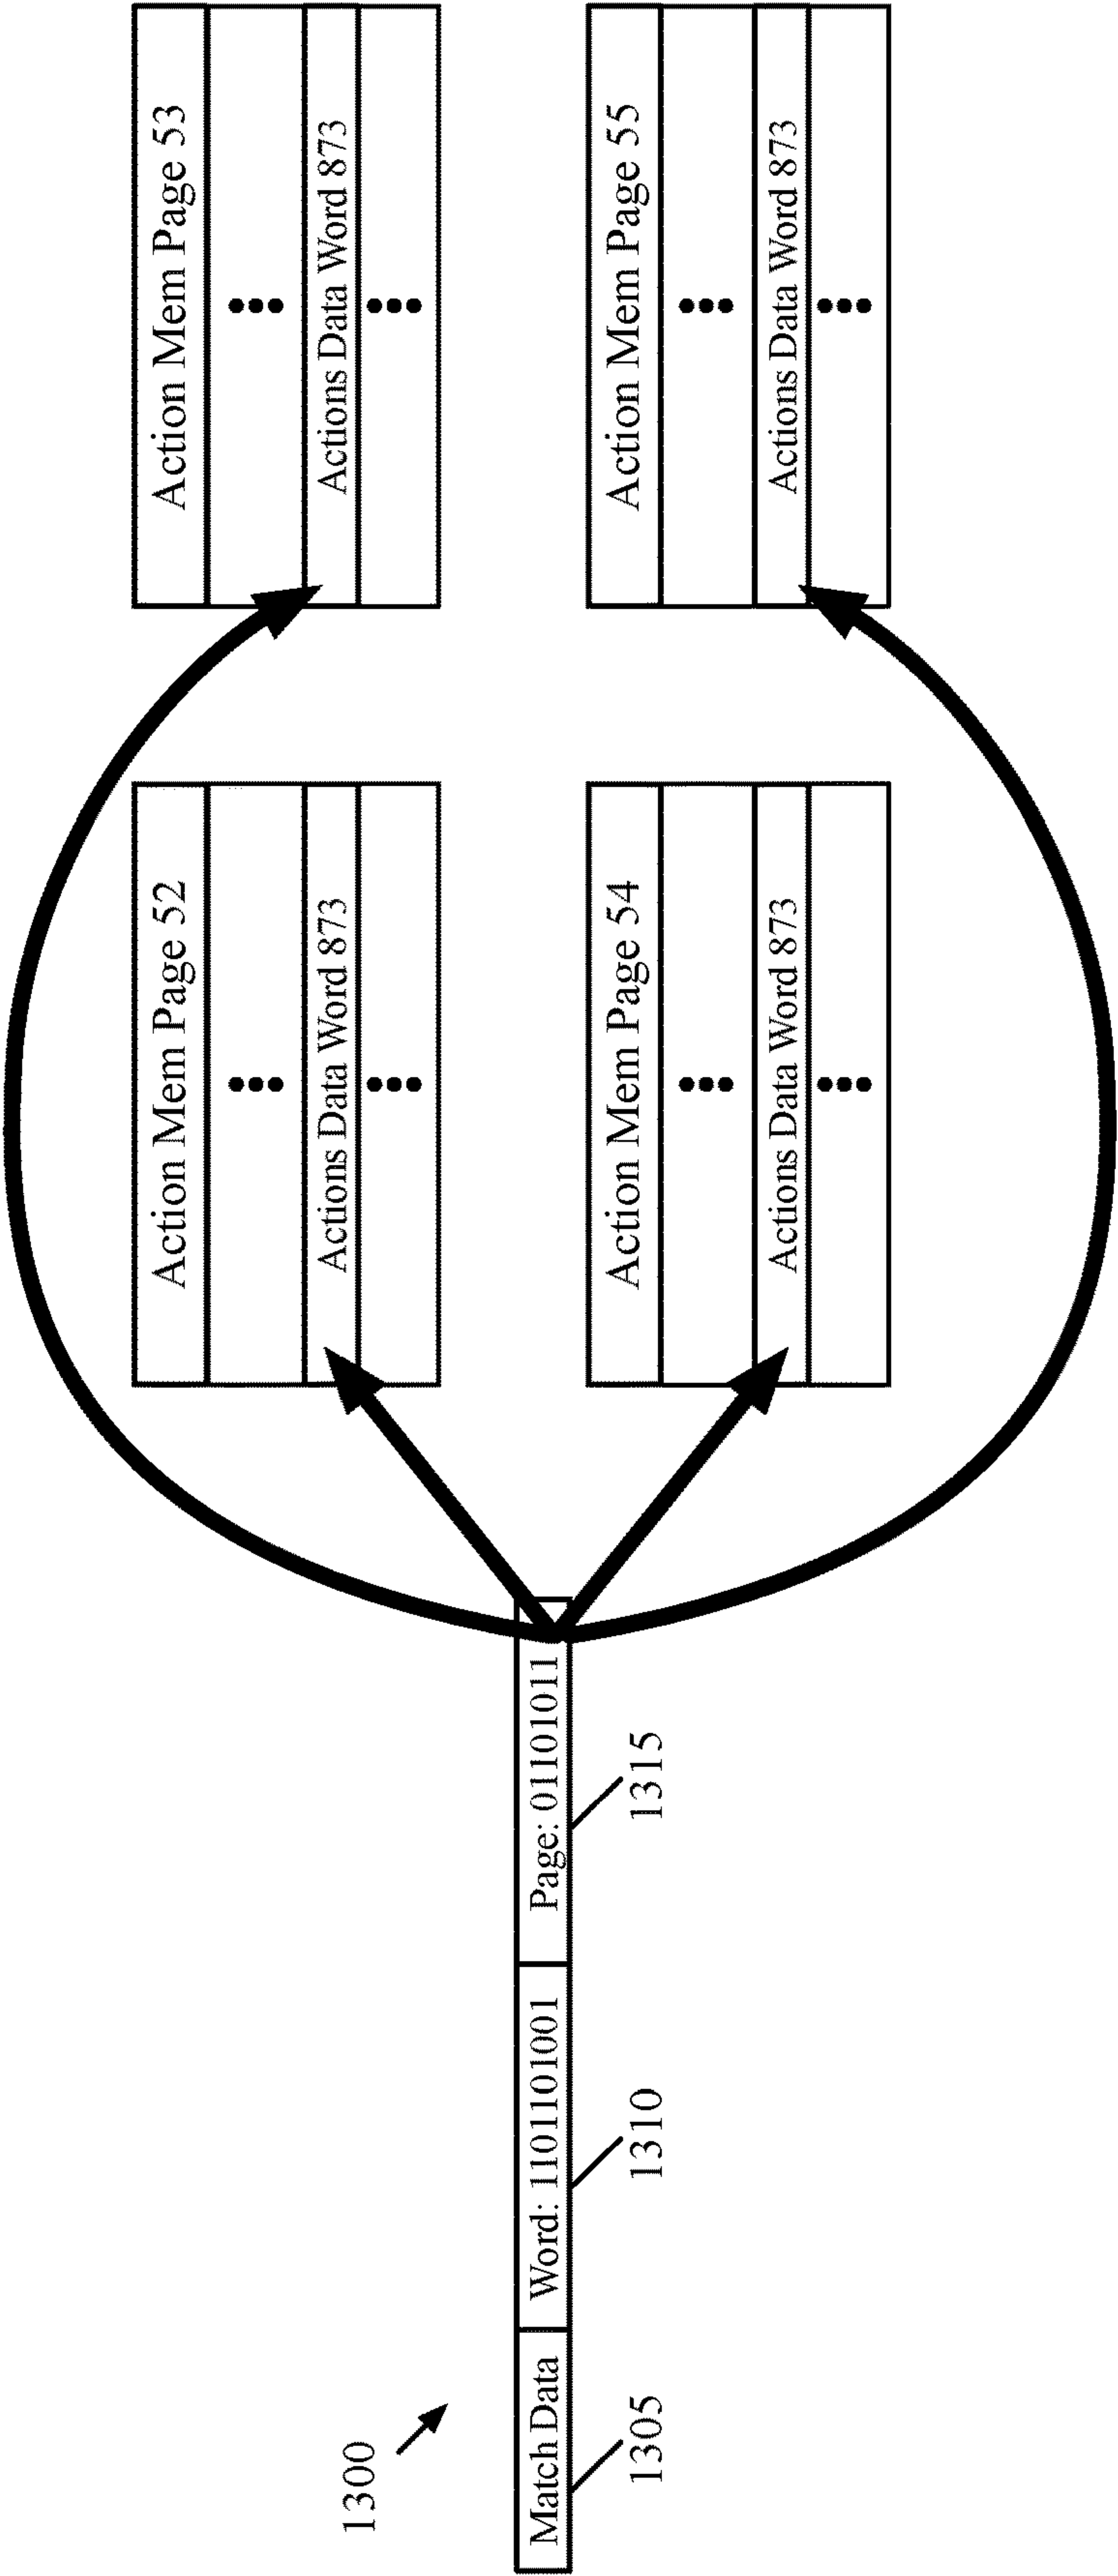 Action Mem Page 52
Action Mem Page 53
Actions Data Word 873
Actions Data Word 873
1300
Match Data
Word: 1101101001
Page: 01101011
1305
1310
1315
Action Mem Page 54
Action Mem Page 55
Actions Data Word 873
Actions Data Word 873